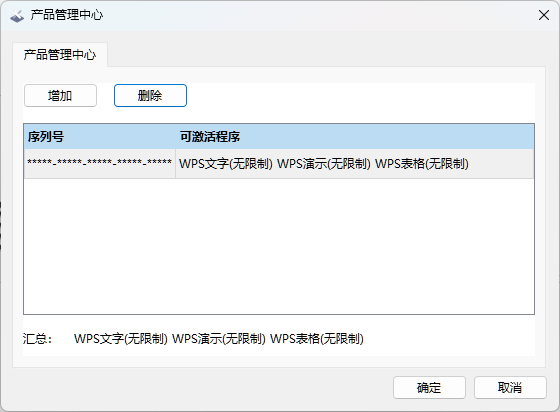 产品管理中心
产品管理中心
增加 删除
序列号 可激活程序
*****-*****-*****-*****-***** WPS文字(无限制) WPS演示(无限制) WPS表格(无限制)
汇总： WPS文字(无限制) WPS演示(无限制) WPS表格(无限制)
确定 取消